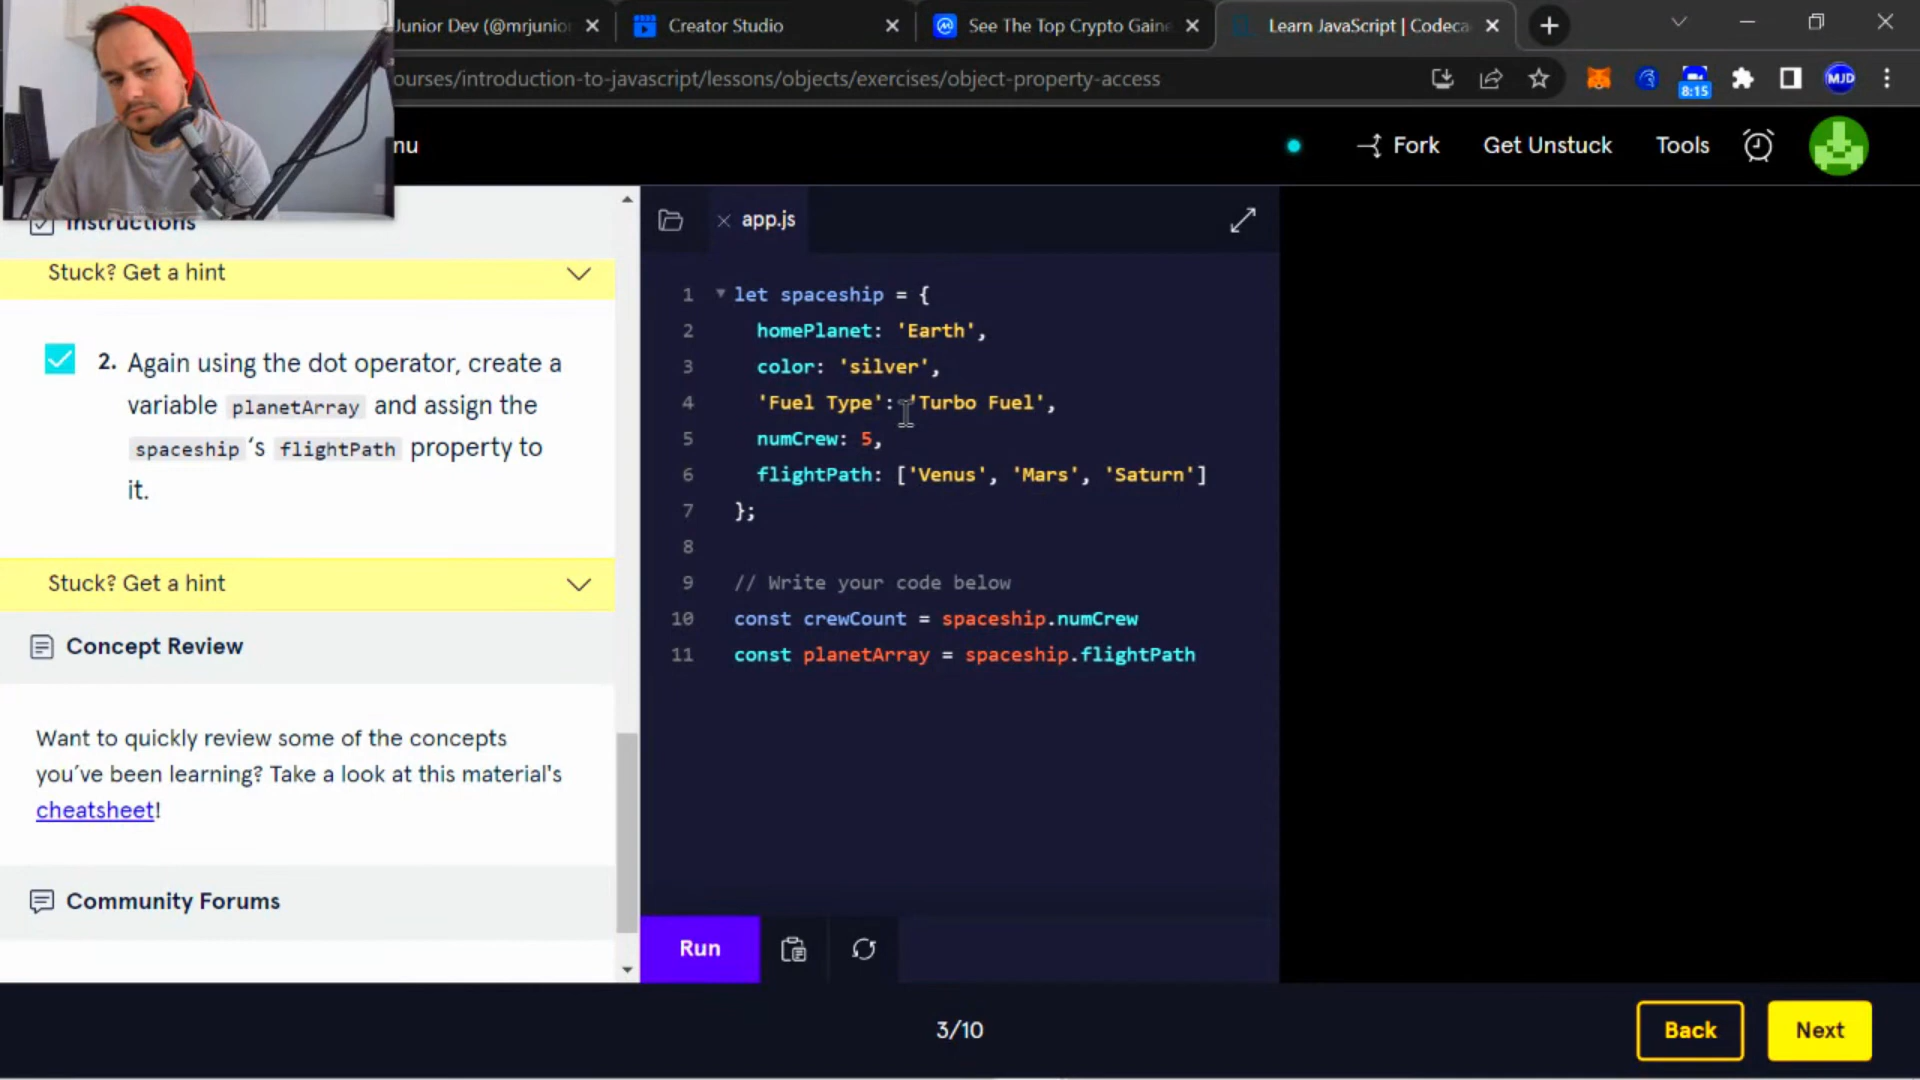 Junior Dev (@mrjunior
Creator Studio
See The Top Crypto Gaine
Learn JavaScript | Codeca
ourses/introduction-to-javascript/lessons/objects/exercises/object-property-access
8:15
MJD
nu
Fork
Get Unstuck
Tools
Instructions
Stuck? Get a hint
2. Again using the dot operator, create a
variable planetArray and assign the
spaceship ‘s flightPath property to
it.
Stuck? Get a hint
Concept Review
Want to quickly review some of the concepts
you´ve been learning? Take a look at this material's
cheatsheet!
Community Forums
app.js
1 let spaceship = {
2 homePlanet: 'Earth',
3 color: 'silver',
4 'Fuel Type': 'Turbo Fuel',
5 numCrew: 5,
6 flightPath: ['Venus', 'Mars', 'Saturn']
7 };
8
9 // Write your code below
10 const crewCount = spaceship.numCrew
11 const planetArray = spaceship.flightPath
Run
3/10
Back
Next